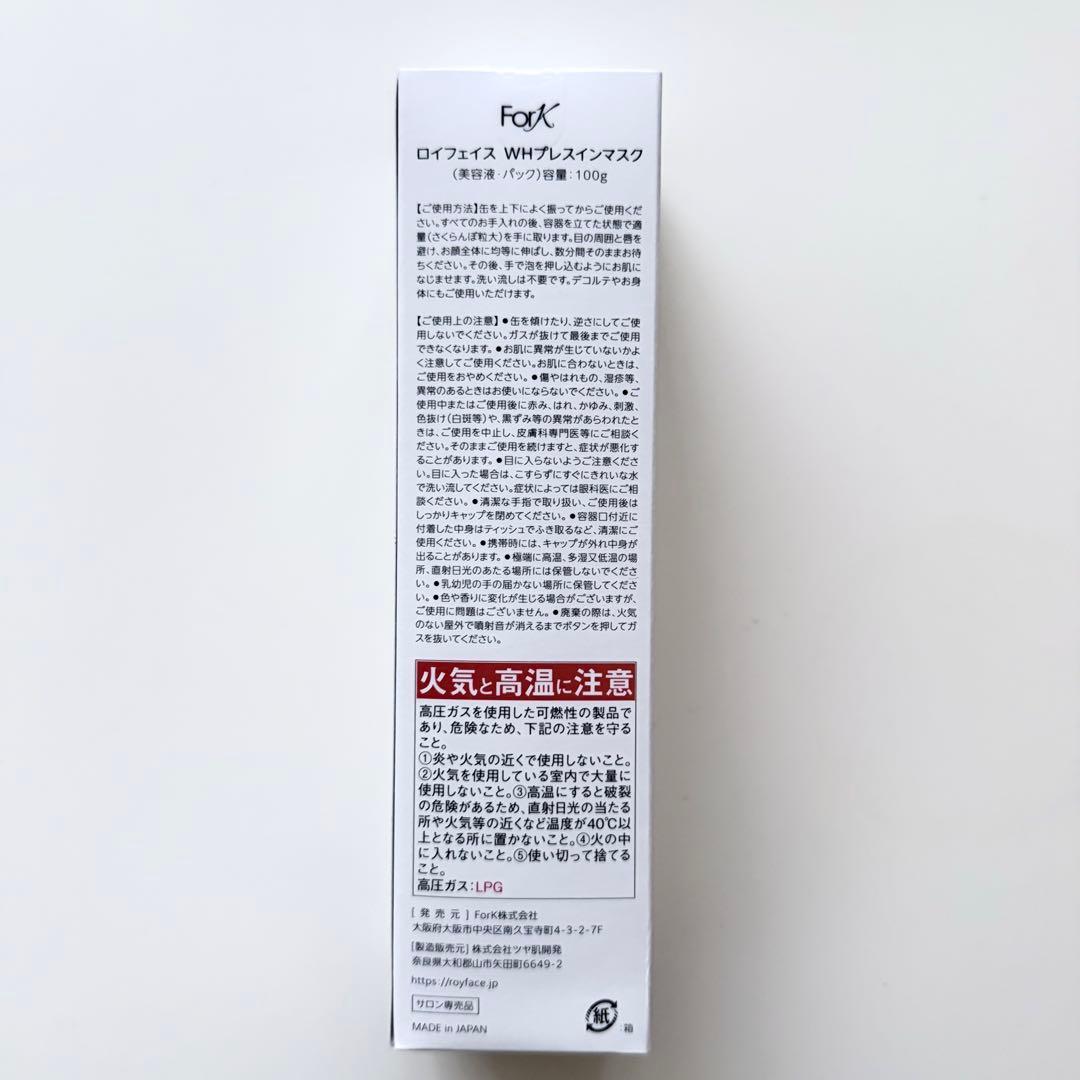 ForK
ロイフェイス WHプレスインマスク
(美容液・パック)容量:100g
【ご使用方法】缶を上下によく振ってからご使用くだ
さい。すべてのお手入れの後、容器を立てた状態で適
量(さくらんぼ粒大)を手に取ります。目の周囲と唇を
避け、お顔全体に均等に伸ばし、数分間そのままお待
ちください。その後、手で泡を押し込むようにお肌に
なじませます。洗い流しは不要です。デコルテやお身
体にもご使用いただけます。
【ご使用上の注意】●缶を傾けたり、逆さにしてご使
用しないでください。ガスが抜けて最後までご使用
できなくなります。●お肌に異常が生じていないかよ
く注意してご使用ください。お肌に合わないときは、
ご使用をおやめください。●傷やはれもの、湿疹等、
異常のあるときはお使いにならないでください。●ご
使用中またはご使用後に赤み、はれ、かゆみ、刺激、
色抜け(白斑等)や、黒ずみ等の異常があらわれたと
きは、ご使用を中止し、皮膚科専門医等にご相談くだ
さい。そのままご使用を続けますと、症状が悪化す
ることがあります。●目に入らないようご注意くださ
い。目に入った場合は、こすらずにすぐにきれいな水
で洗い流してください。症状によっては眼科医にご相
談ください。●清潔な手指で取り扱い、ご使用後は
しっかりキャップを閉めてください。●容器口付近に
付着した中身はティッシュでふき取るなど、清潔にご
使用ください。●携帯時には、キャップが外れ中身が
出ることがあります。●極端に高温、多湿又低温の場
所、直射日光のあたる場所には保管しないでくださ
い。●乳幼児の手の届かない場所に保管してくださ
い。●色や香りに変化が生じる場合がございますが、
ご使用に問題はございません。●廃棄の際は、火気
のない屋外で噴射音が消えるまでボタンを押してガ
スを抜いてください。
火気と高温に注意
高圧ガスを使用した可燃性の製品で
あり、危険なため、下記の注意を守る
こと。
①炎や火気の近くで使用しないこと。
②火気を使用している室内で大量に
使用しないこと。③高温にすると破裂
の危険があるため、直射日光の当たる
所や火気等の近くなど温度が40℃以
上となる所に置かないこと。④火の中
に入れないこと。⑤使い切って捨てる
こと。
高圧ガス:LPG
[ 発 売 元 ] ForK株式会社
大阪府大阪市中央区南久宝寺町4-3-2-7F
[製造販売元] 株式会社ツヤ肌開発
奈良県大和郡山市矢田町6649-2
https://royface.jp
サロン専売品
MADE in JAPAN
紙 :箱